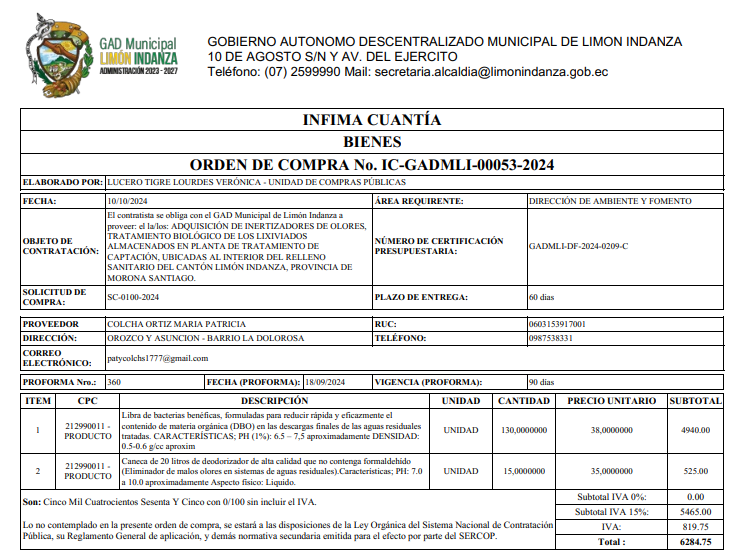 GAD Municipal
LIMÓN INDANZA
ADMINISTRACIÓN 2023 - 2027
GOBIERNO AUTONOMO DESCENTRALIZADO MUNICIPAL DE LIMON INDANZA
10 DE AGOSTO S/N Y AV. DEL EJERCITO
Teléfono: (07) 2599990 Mail: secretaria.alcaldia@limonindanza.gob.ec
INFIMA CUANTÍA
BIENES
ORDEN DE COMPRA No. IC-GADMLI-00053-2024
ELABORADO POR: LUCERO TIGRE LOURDES VERÓNICA - UNIDAD DE COMPRAS PÚBLICAS
FECHA: 10/10/2024 ÁREA REQUIRENTE: DIRECCIÓN DE AMBIENTE Y FOMENTO
OBJETO DE
CONTRATACIÓN:
El contratista se obliga con el GAD Municipal de Limón Indanza a
proveer: el la/los: ADQUISICIÓN DE INERTIZADORES DE OLORES,
TRATAMIENTO BIOLÓGICO DE LOS LIXIVIADOS
ALMACENADOS EN PLANTA DE TRATAMIENTO DE
CAPTACIÓN, UBICADAS AL INTERIOR DEL RELLENO
SANITARIO DEL CANTÓN LIMÓN INDANZA, PROVINCIA DE
MORONA SANTIAGO.
NÚMERO DE CERTIFICACIÓN
PRESUPUESTARIA:
GADMLI-DF-2024-0209-C
SOLICITUD DE
COMPRA:
SC-0100-2024
PLAZO DE ENTREGA: 60 dias
PROVEEDOR COLCHA ORTIZ MARIA PATRICIA RUC: 0603153917001
DIRECCIÓN: OROZCO Y ASUNCION - BARRIO LA DOLOROSA TELÉFONO: 0987538331
CORREO
ELECTRÓNICO:
patycolchs1777@gmail.com
PROFORMA Nro.: 360 FECHA (PROFORMA): 18/09/2024 VIGENCIA (PROFORMA): 90 dias
ITEM CPC DESCRIPCIÓN UNIDAD CANTIDAD PRECIO UNITARIO SUBTOTAL
1
212990011 -
PRODUCTO
Libra de bacterias benéficas, formuladas para reducir rápida y eficazmente el
contenido de materia orgánica (DBO) en las descargas finales de las aguas residuales
tratadas. CARACTERÍSTICAS; PH (1%): 6.5 – 7,5 aproximadamente DENSIDAD:
0.5-0.6 g/cc aproxim
UNIDAD 130,0000000 38,0000000 4940.00
2
212990011 -
PRODUCTO
Caneca de 20 litros de deodorizador de alta calidad que no contenga formaldehído
(Eliminador de malos olores en sistemas de aguas residuales).Características; PH: 7.0
a 10.0 aproximadamente Aspecto físico: Liquido.
UNIDAD 15,0000000 35,0000000 525.00
Son: Cinco Mil Cuatrocientos Sesenta Y Cinco con 0/100 sin incluir el IVA.
Lo no contemplado en la presente orden de compra, se estará a las disposiciones de la Ley Orgánica del Sistema Nacional de Contratación
Pública, su Reglamento General de aplicación, y demás normativa secundaria emitida para el efecto por parte del SERCOP.
Subtotal IVA 0%: 0.00
Subtotal IVA 15%: 5465.00
IVA: 819.75
Total : 6284.75